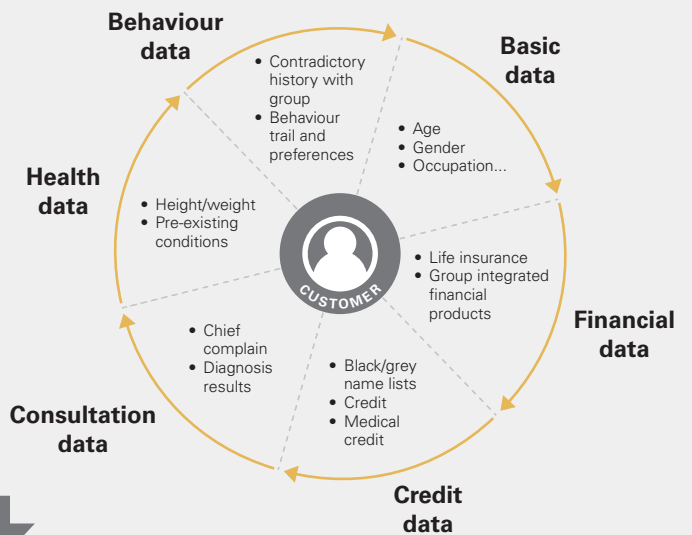 Behaviour
data
• Contradictory
history with
group
• Behaviour
trail and
preferences
Basic
data
• Age
• Gender
• Occupation...
Health
data
• Height/weight
• Pre-existing
conditions
CUSTOMER
• Life insurance
• Group integrated
financial
products
Financial
data
• Chief
complain
• Diagnosis
results
• Black/grey
name lists
• Credit
• Medical
credit
Consultation
data
Credit
data